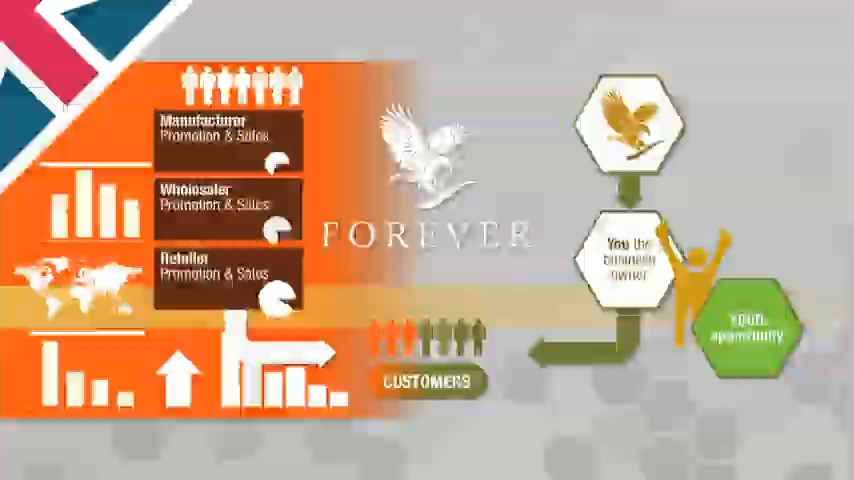 Manufacturer
Promotion & Sales
Wholesaler
Promotion & Sales
Retailer
Promotion & Sales
FOREVER
You the
business
owner
YOUR
opportunity
CUSTOMERS